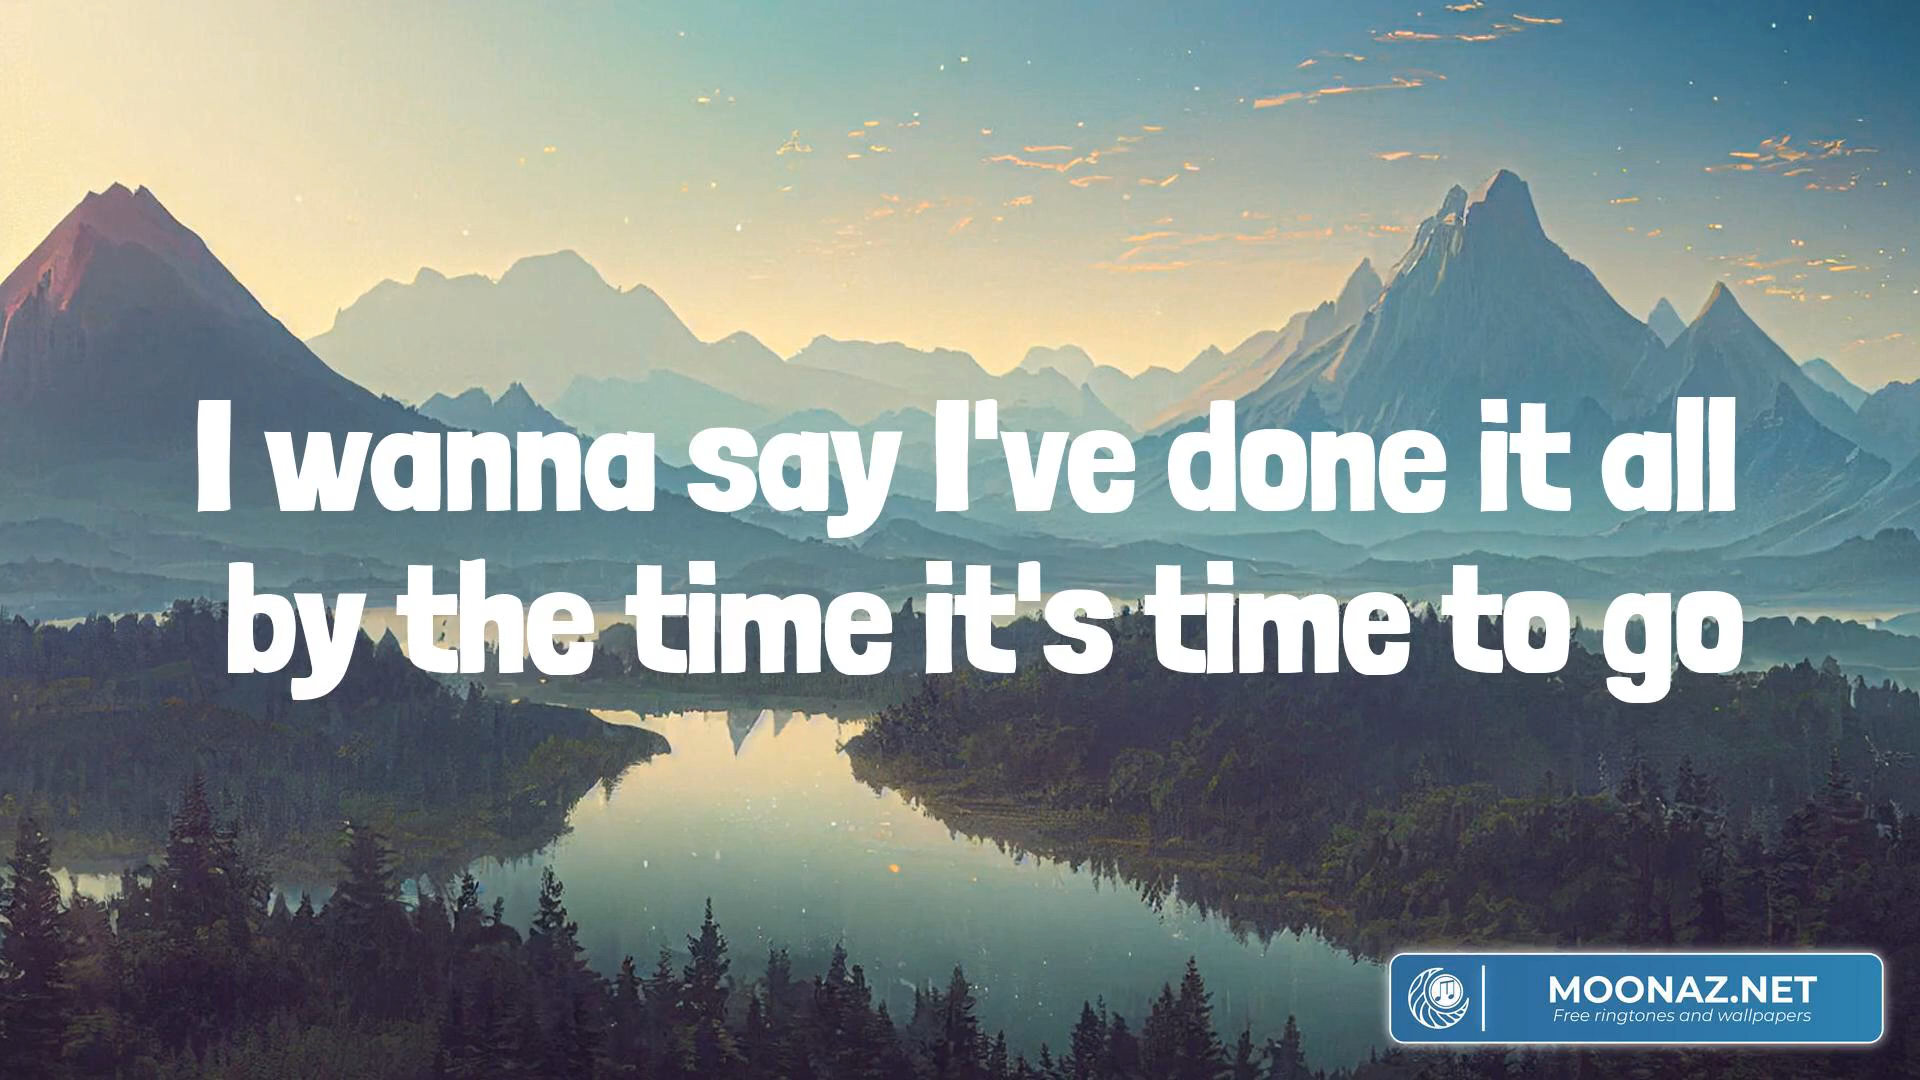 I wanna say I've done it all
by the time it's time to go
MOONAZ.NET
Free ringtones and wallpapers